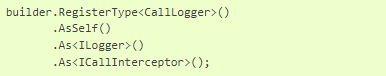 builder.RegisterType<CallLogger>()
       .AsSelf()
       .As<ILogger>()
       .As<ICallInterceptor>();